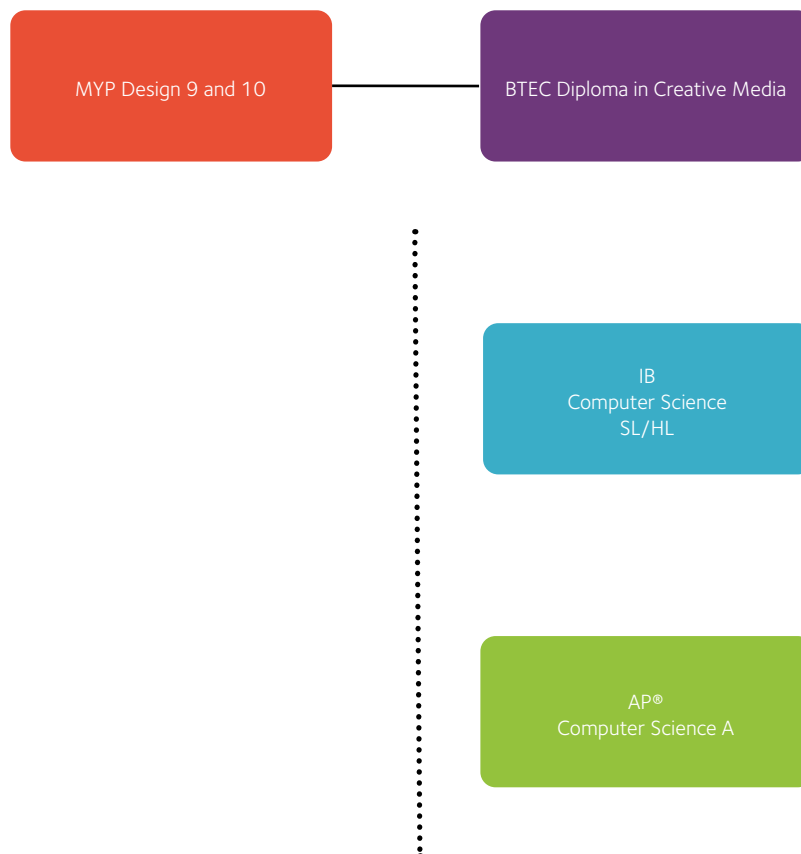 MYP Design 9 and 10
BTEC Diploma in Creative Media
IB
Computer Science
SL/HL
AP®
Computer Science A